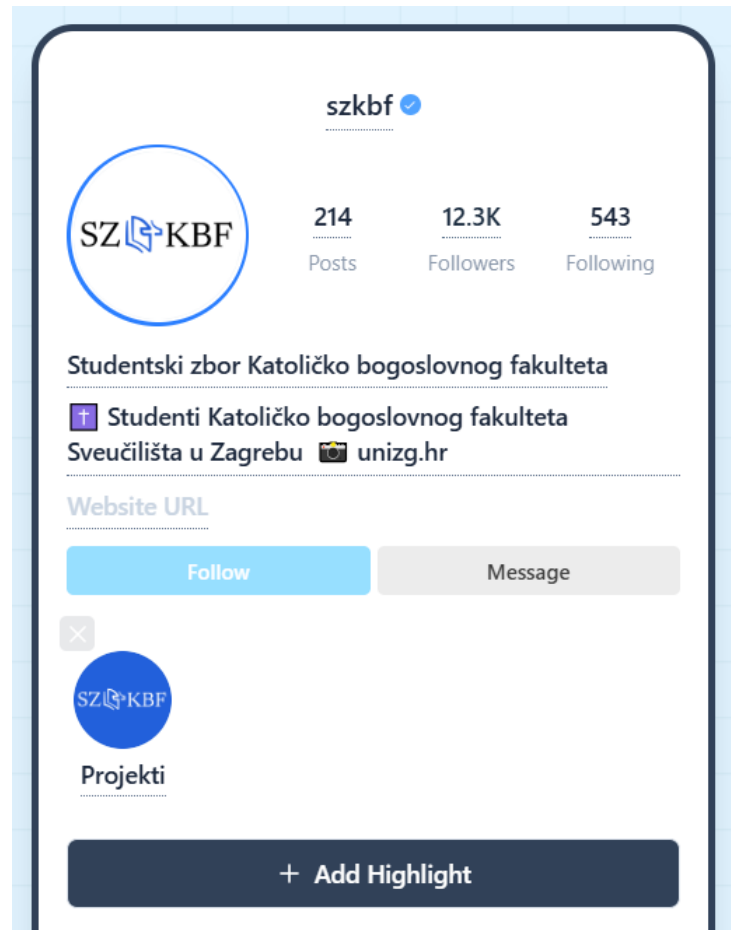 szkbf
SZ KBF
214
Posts
12.3K
Followers
543
Following
Studentski zbor Katoličko bogoslovnog fakulteta
✝️ Studenti Katoličko bogoslovnog fakulteta
Sveučilišta u Zagrebu 📸 unizg.hr
Website URL
Follow
Message
SZ KBF
Projekti
+ Add Highlight